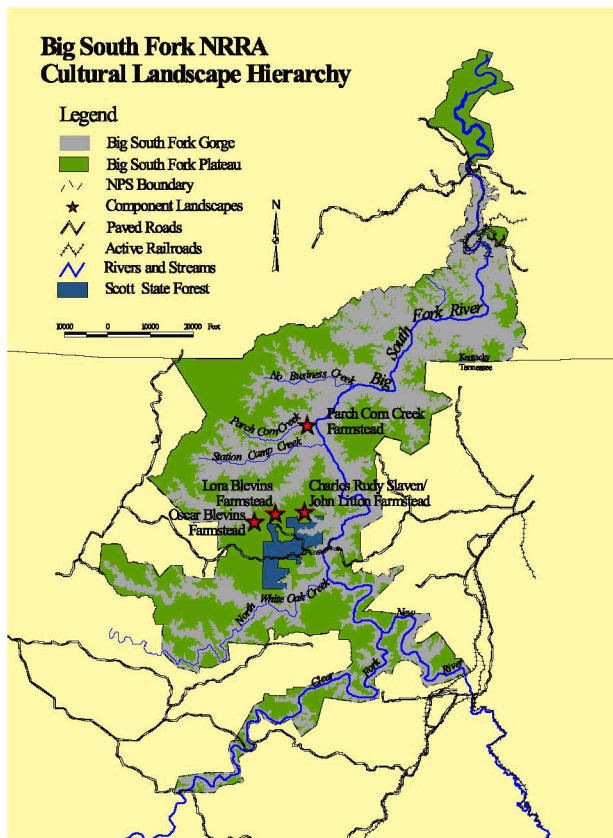 Big South Fork NRRA
Cultural Landscape Hierarchy
Legend
Big South Fork Gorge
Big South Fork Plateau
NPS Boundary
Component Landscapes
Paved Roads
Active Railroads
Rivers and Streams
Scott State Forest
N
10000 0 10000 20000 Feet
Big South Fork River
Kentucky
Tennessee
No Business Creek
Parch Corn Creek
Parch Corn Creek
Farmstead
Station Camp Creek
Lora Blevins
Farmstead
Charles Rudy Slaven/
John Litton Farmstead
Oscar Blevins
Farmstead
North White Oak Creek
New River
Clear Fork